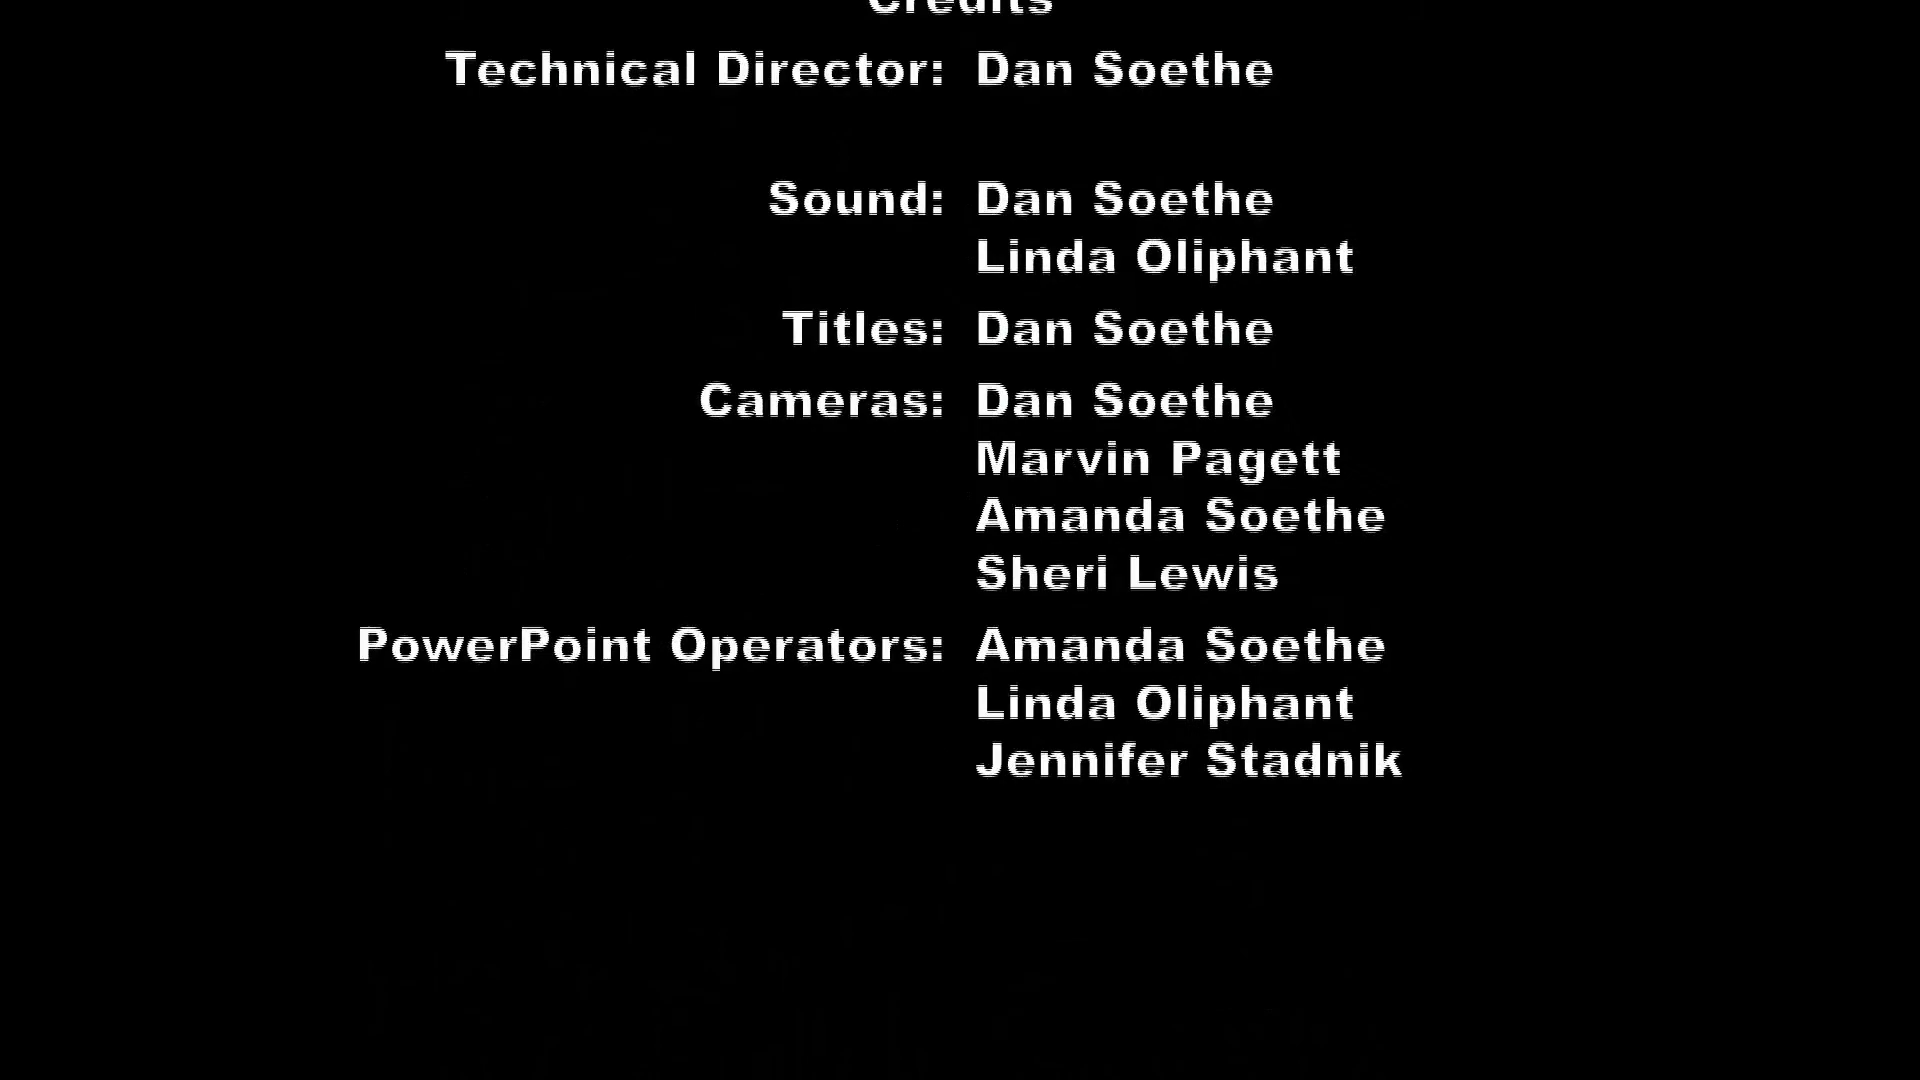 Credits
Technical Director: Dan Soethe
Sound: Dan Soethe
Linda Oliphant
Titles: Dan Soethe
Cameras: Dan Soethe
Marvin Pagett
Amanda Soethe
Sheri Lewis
PowerPoint Operators: Amanda Soethe
Linda Oliphant
Jennifer Stadnik